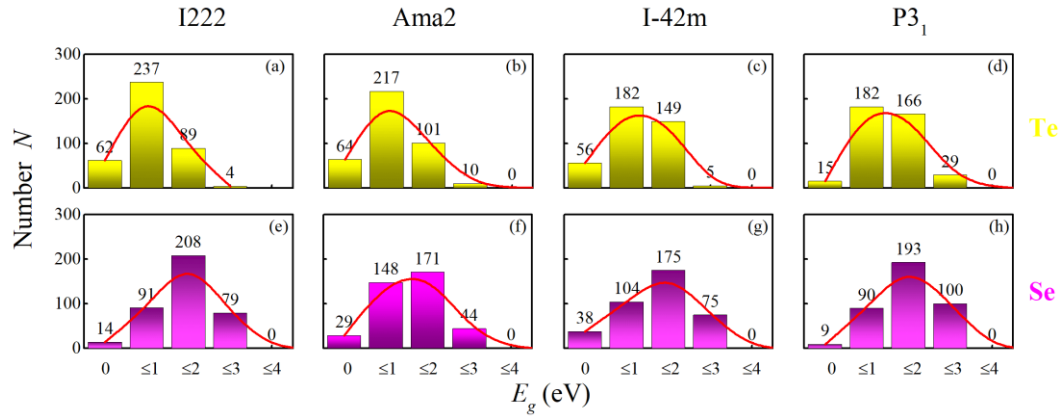 I222 Ama2 I-42m P3₁
300 (a) (b) (c) (d)
237 217 182 182
200 149 166
100 62 89 64 101 56 15 29 Te
0 4 10 0 5 0 0
Number N
300 (e) (f) (g) (h)
208 148 171 175 193
200
100 14 91 79 29 44 38 104 75 9 90 100 Se
0 0 0 0 0
0 ≤1 ≤2 ≤3 ≤4 0 ≤1 ≤2 ≤3 ≤4 0 ≤1 ≤2 ≤3 ≤4 0 ≤1 ≤2 ≤3 ≤4
E_g (eV)